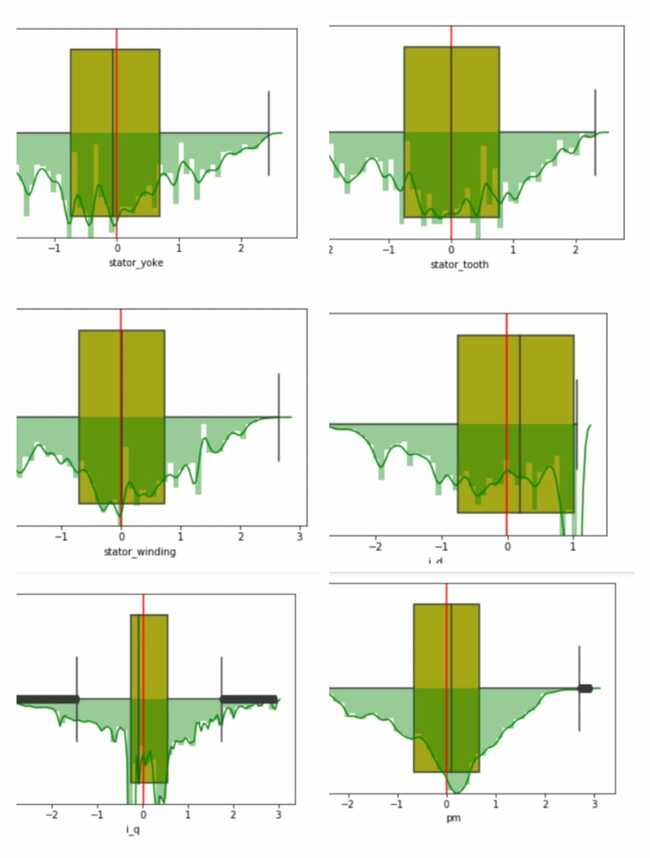 −1 0 1 2
stator_yoke
2 −1 0 1 2
stator_tooth
−1 0 1 2 3
stator_winding
−2 −1 0 1
i_d
−2 −1 0 1 2 3
i_q
−2 −1 0 1 2 3
pm